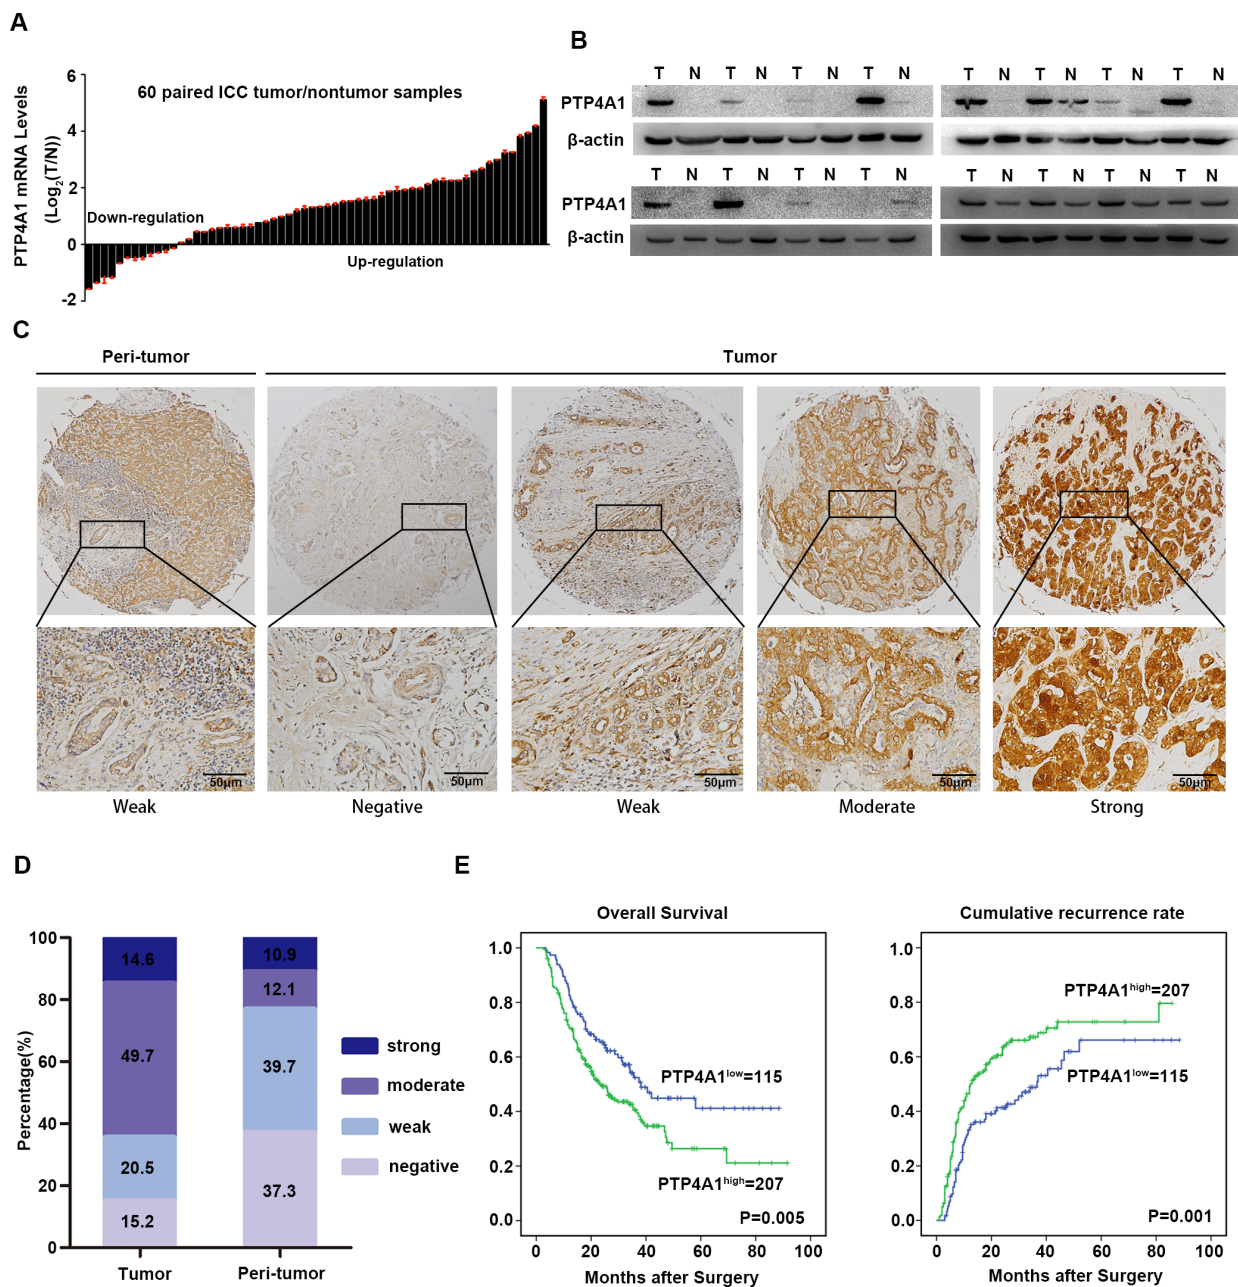 A
PTP4A1 mRNA Levels
(Log2(T/N))
6
4
2
0
-2
60 paired ICC tumor/nontumor samples
Down-regulation
Up-regulation
B
T N T N T N T N
T N T N T N T N
PTP4A1
β-actin
T N T N T N T N
T N T N T N T N
PTP4A1
β-actin
C
Peri-tumor
Tumor
50μm
50μm
50μm
50μm
50μm
Weak
Negative
Weak
Moderate
Strong
D
Percentage(%)
100
80
60
40
20
0
14.6
49.7
20.5
15.2
10.9
12.1
39.7
37.3
Tumor
Peri-tumor
strong
moderate
weak
negative
E
Overall Survival
1.0
0.8
0.6
0.4
0.2
0.0
PTP4A1low=115
PTP4A1high=207
P=0.005
0 20 40 60 80 100
Months after Surgery
Cumulative recurrence rate
1.0
0.8
0.6
0.4
0.2
0.0
PTP4A1high=207
PTP4A1low=115
P=0.001
0 20 40 60 80 100
Months after Surgery